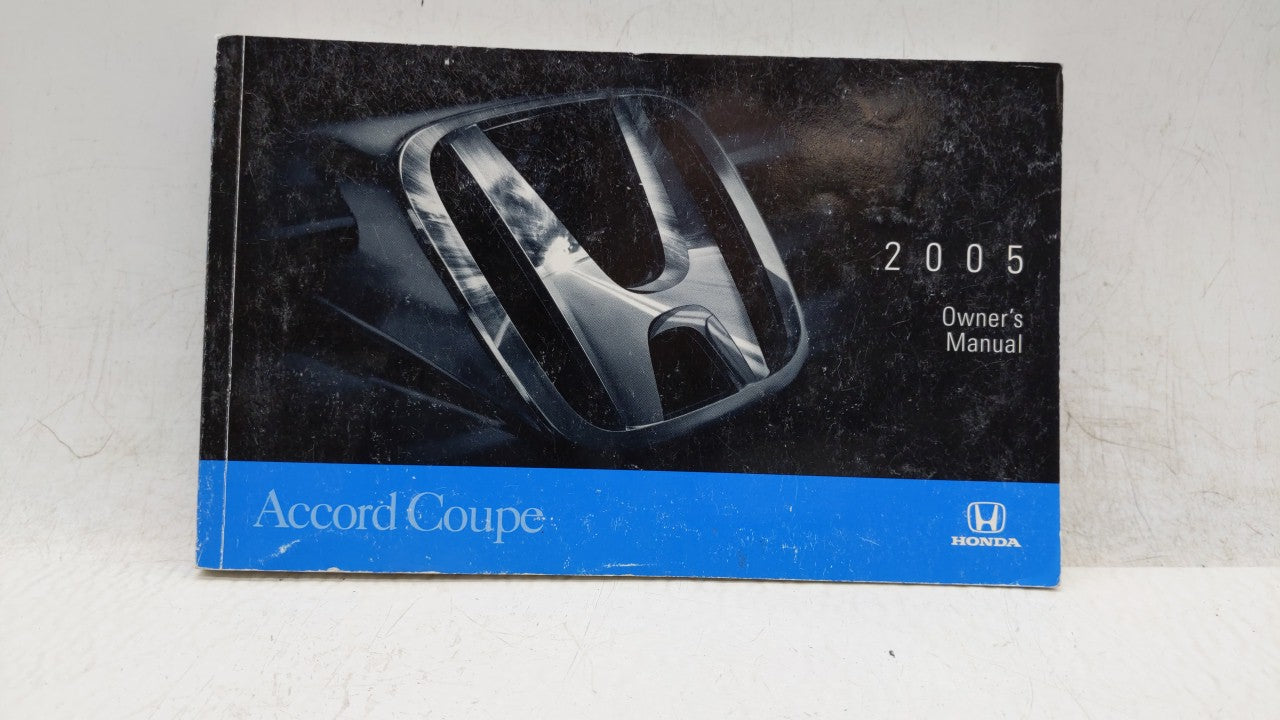 2005
Owner's
Manual
Accord Coupe
HONDA